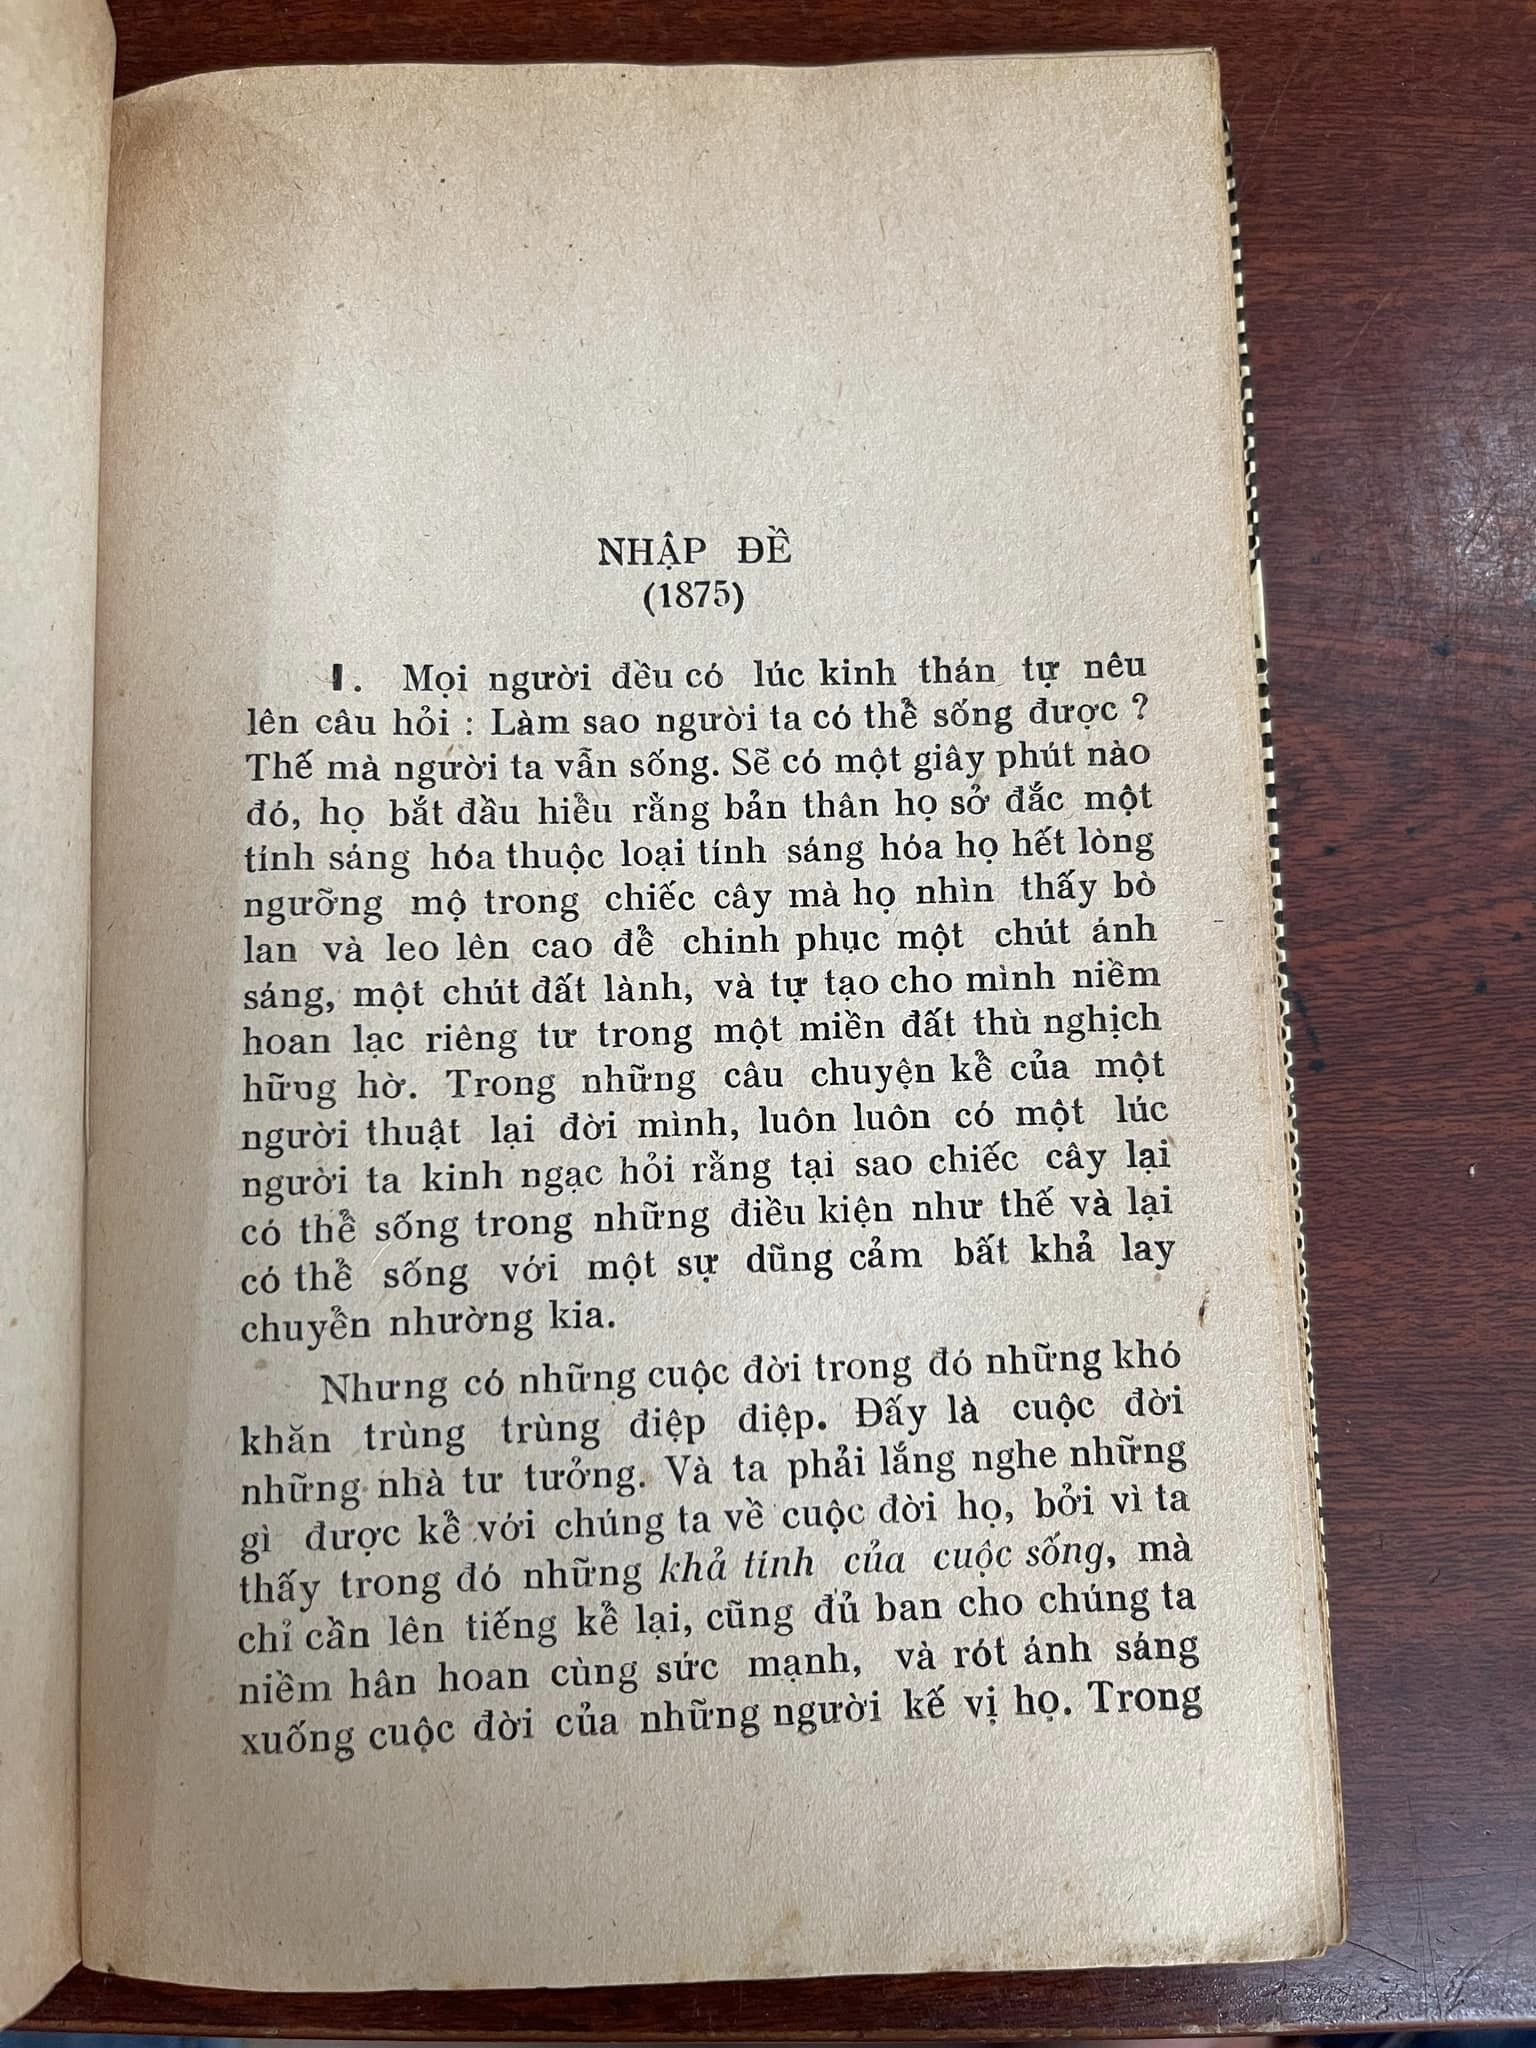 NHẬP ĐỀ
(1875)
1. Mọi người đều có lúc kinh thán tự nêu
lên câu hỏi : Làm sao người ta có thể sống được ?
Thế mà người ta vẫn sống. Sẽ có một giây phút nào
đó, họ bắt đầu hiểu rằng bản thân họ sở đắc một
tính sáng hóa thuộc loại tính sáng hóa họ hết lòng
ngưỡng mộ trong chiếc cây mà họ nhìn thấy bò
lan và leo lên cao để chinh phục một chút ánh
sáng, một chút đất lành, và tự tạo cho mình niềm
hoan lạc riêng tư trong một miền đất thù nghịch
hững hờ. Trong những câu chuyện kể của một
người thuật lại đời mình, luôn luôn có một lúc
người ta kinh ngạc hỏi rằng tại sao chiếc cây lại
có thể sống trong những điều kiện như thế và lại
có thể sống với một sự dũng cảm bất khả lay
chuyển nhường kia.
Nhưng có những cuộc đời trong đó những khó
khăn trùng trùng điệp điệp. Đấy là cuộc đời
những nhà tư tưởng. Và ta phải lắng nghe những
gì được kể với chúng ta về cuộc đời họ, bởi vì ta
thấy trong đó những khả tính của cuộc sống, mà
chỉ cần lên tiếng kể lại, cũng đủ ban cho chúng ta
niềm hân hoan cùng sức mạnh, và rót ánh sáng
xuống cuộc đời của những người kế vị họ. Trong